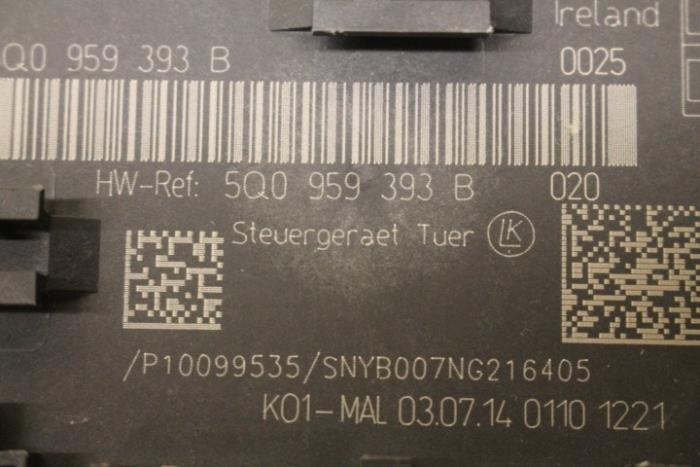 Ireland
5Q0 959 393 B 0025
HW-Ref: 5Q0 959 393 B 020
Steuergeraet Tuer LK
/P10099535/SNYB007NG216405
K01-MAL 03.07.14 0110 1221